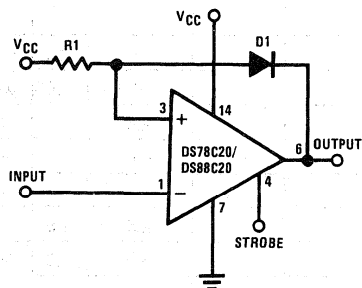 VCC
VCC
R1
D1
3
14
+
DS78C20/
DS88C20
6
OUTPUT
INPUT
1
−
4
7
STROBE